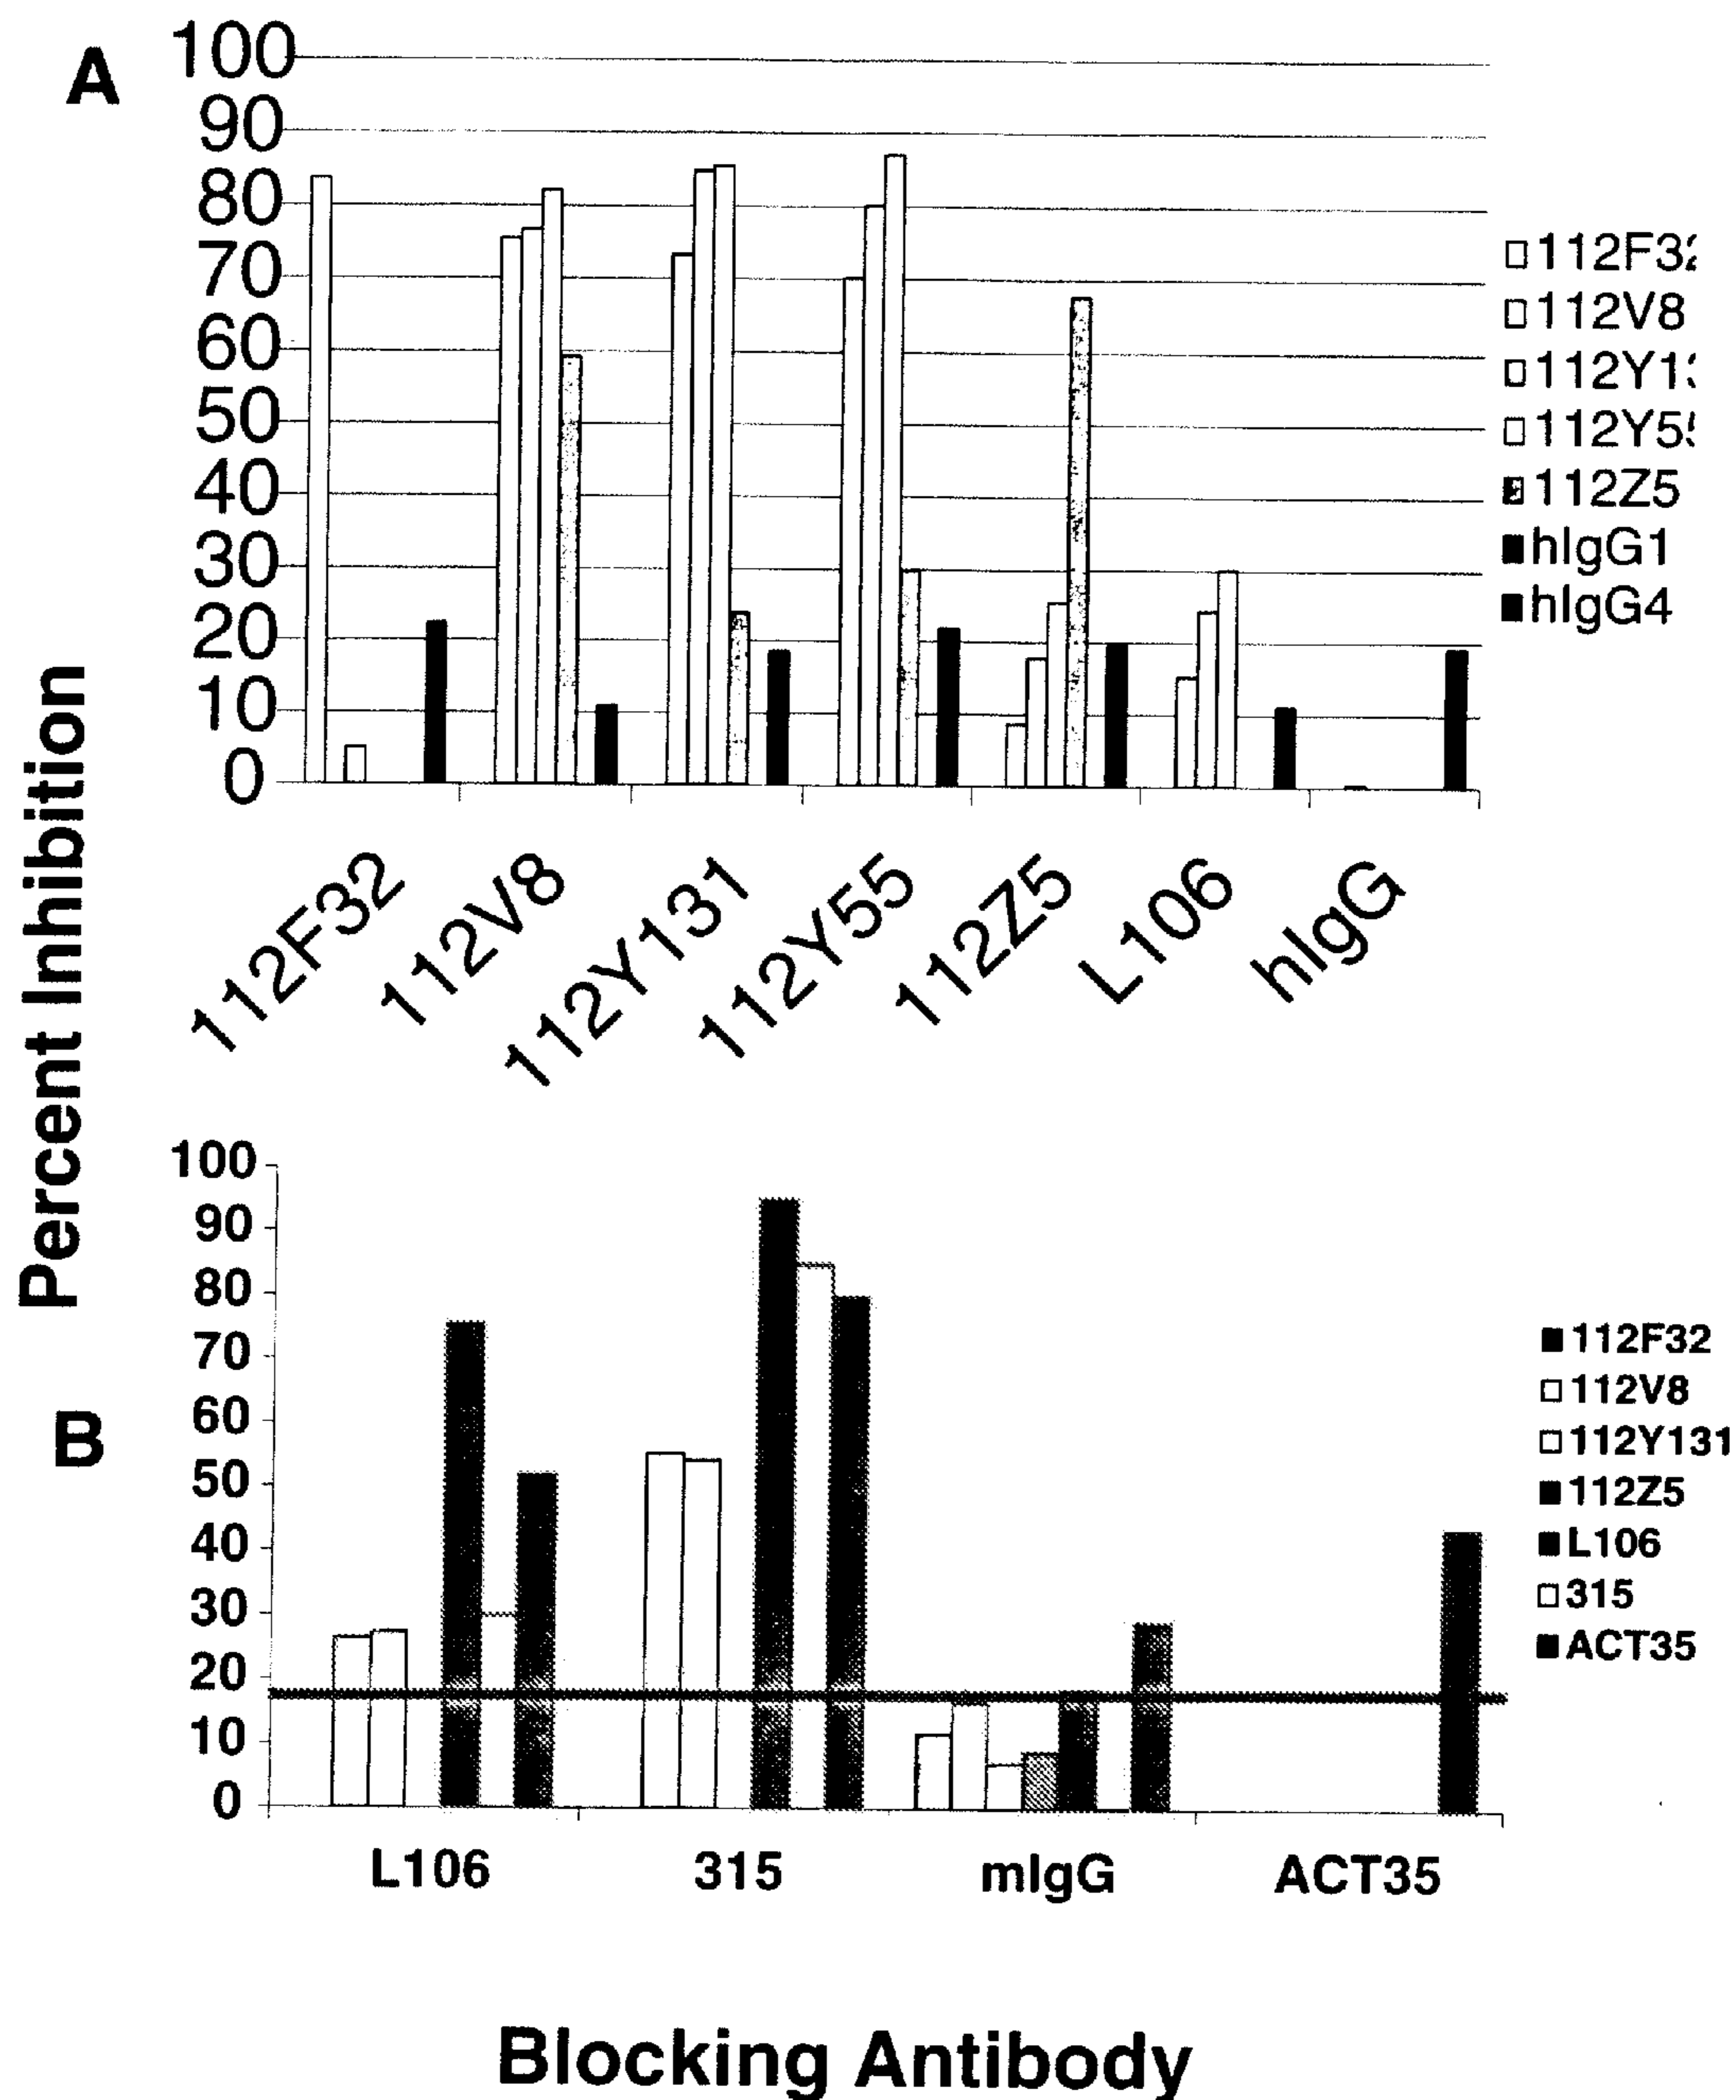 A
100
90
80
70
60
50
40
30
20
10
0
112V8
112Z5
hIgG1
hIgG4
112F32
112V8
112Y131
112Y55
112Z5
L106
hIgG
Percent Inhibition
B
100
90
80
70
60
50
40
30
20
10
0
112F32
112V8
112Y131
112Z5
L106
315
ACT35
L106
315
mIgG
ACT35
Blocking Antibody